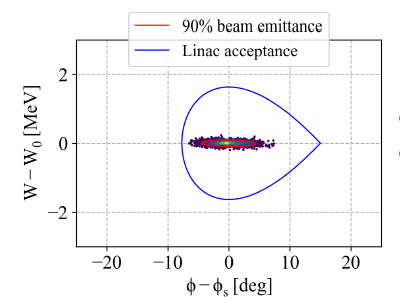 90% beam emittance
Linac acceptance
W − W₀ [MeV]
2
0
−2
−20
−10
0
10
20
ϕ − ϕₛ [deg]